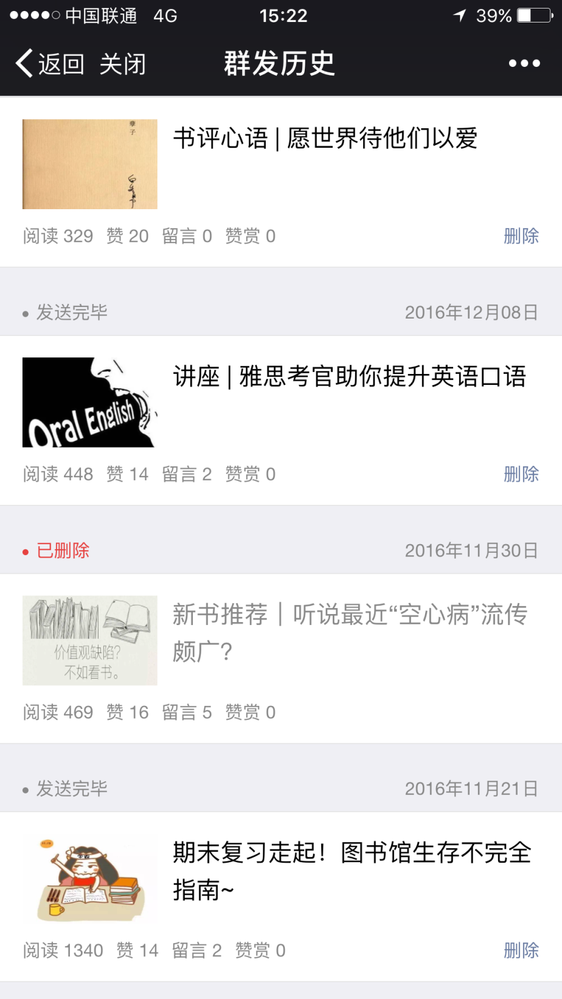 中国联通 4G 15:22 39%
返回 关闭 群发历史
孽子
书评心语 | 愿世界待他们以爱
阅读 329 赞 20 留言 0 赞赏 0 删除
发送完毕 2016年12月08日
Oral English
讲座 | 雅思考官助你提升英语口语
阅读 448 赞 14 留言 2 赞赏 0 删除
已删除 2016年11月30日
价值观缺陷?
不如看书。
新书推荐｜听说最近“空心病”流传
颇广？
阅读 469 赞 16 留言 5 赞赏 0
发送完毕 2016年11月21日
期末复习走起！图书馆生存不完全
指南~
阅读 1340 赞 14 留言 2 赞赏 0 删除